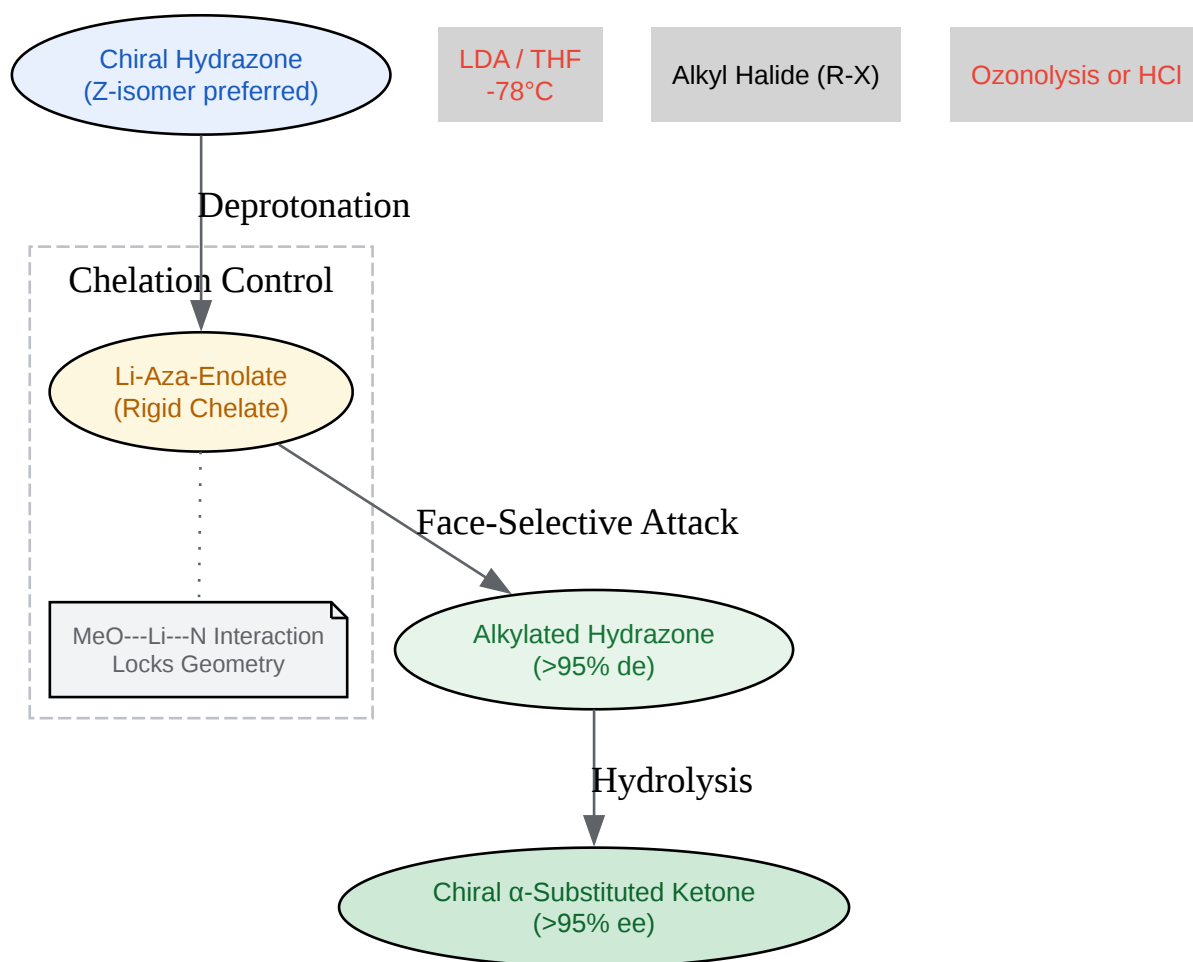 Chiral Hydrazone
(Z-isomer preferred)
LDA / THF
-78°C
Alkyl Halide (R-X)
Ozonolysis or HCl
Deprotonation
Chelation Control
Li-Aza-Enolate
(Rigid Chelate)
Face-Selective Attack
MeO---Li---N Interaction
Locks Geometry
Alkylated Hydrazone
(>95% de)
Hydrolysis
Chiral α-Substituted Ketone
(>95% ee)